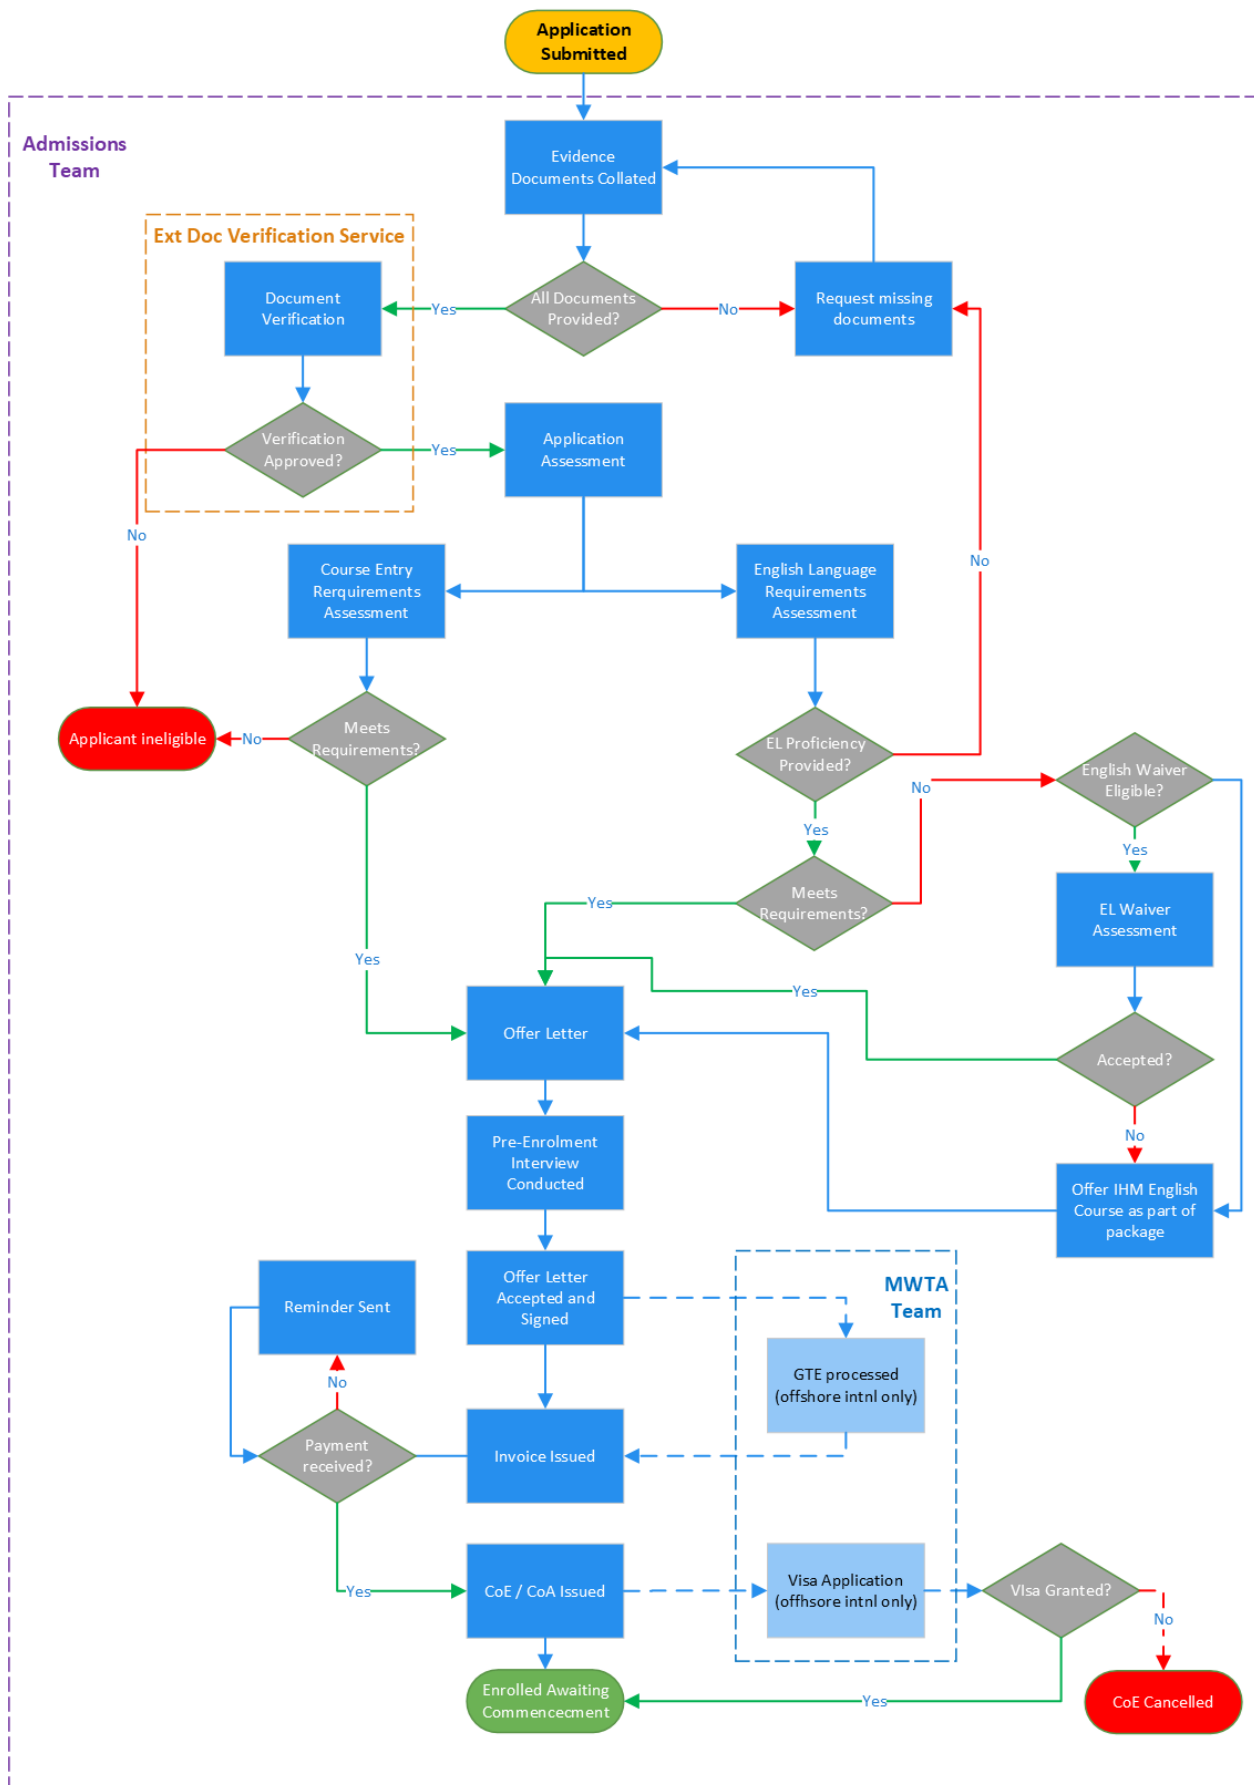 Application
Submitted
Admissions
Team
Evidence
Documents Collated
Ext Doc Verification Service
Document
Verification
Yes
All Documents
Provided?
No
Request missing
documents
Verification
Approved?
Yes
Application
Assessment
No
Course Entry
Rerquirements
Assessment
English Language
Requirements
Assessment
No
Applicant ineligible
No
Meets
Requirements?
EL Proficiency
Provided?
No
English Waiver
Eligible?
Yes
Yes
Yes
Meets
Requirements?
EL Waiver
Assessment
Yes
Yes
Offer Letter
Accepted?
No
Pre-Enrolment
Interview
Conducted
Offer IHM English
Course as part of
package
Reminder Sent
Offer Letter
Accepted and
Signed
MWTA
Team
GTE processed
(offshore intnl only)
No
Payment
received?
Invoice Issued
Yes
CoE / CoA Issued
Visa Application
(offhsore intnl only)
VIsa Granted?
No
Enrolled Awaiting
Commencecment
Yes
CoE Cancelled